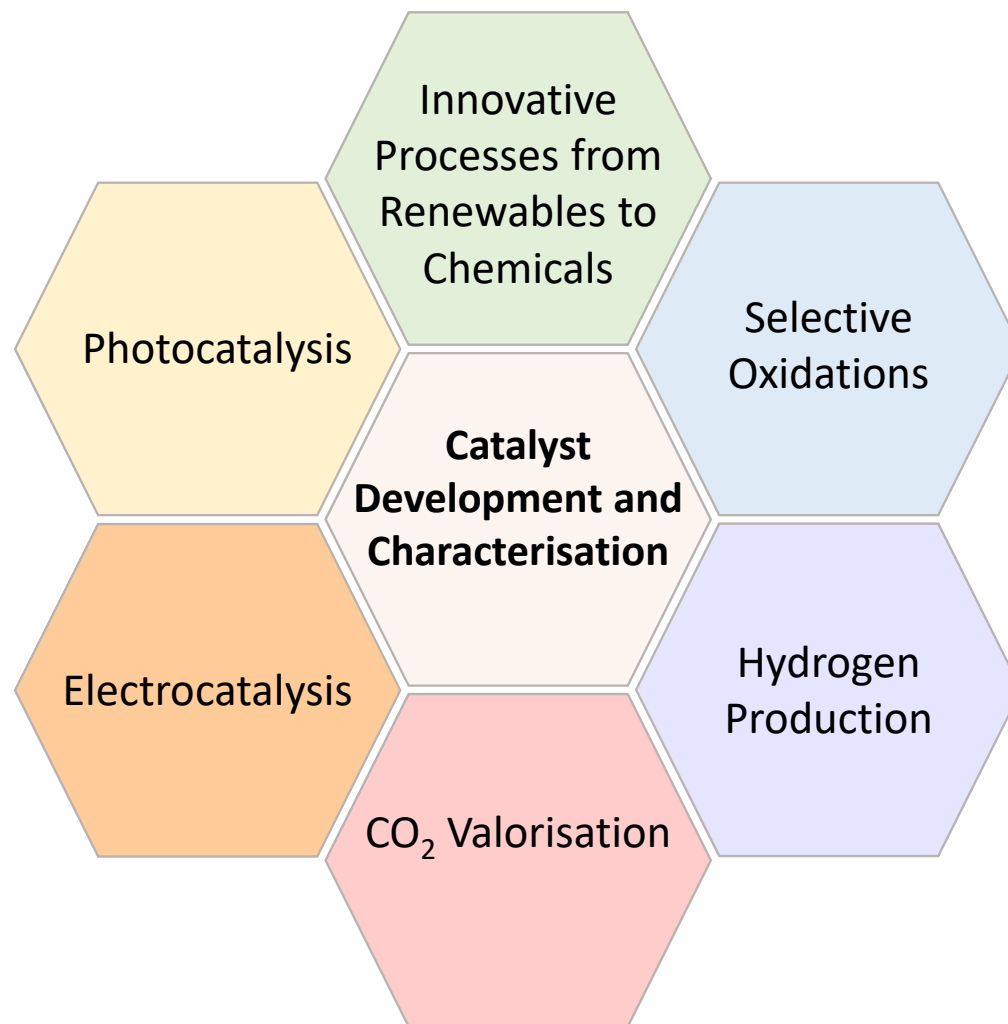 Innovative
Processes from
Renewables to
Chemicals
Photocatalysis
Selective
Oxidations
Catalyst
Development and
Characterisation
Electrocatalysis
Hydrogen
Production
CO₂ Valorisation